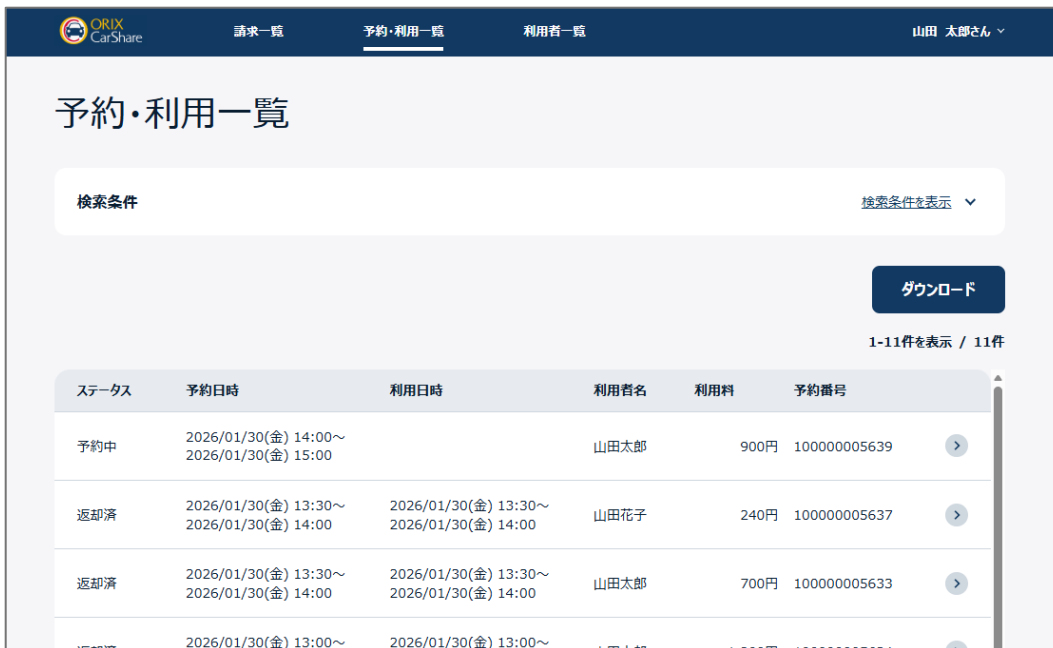 ORIX
CarShare
請求一覧
予約・利用一覧
利用者一覧
山田 太郎さん
予約・利用一覧
検索条件
検索条件を表示
ダウンロード
1-11件を表示 / 11件
ステータス 予約日時 利用日時 利用者名 利用料 予約番号
予約中 2026/01/30(金) 14:00～ 山田太郎 900円 100000005639
2026/01/30(金) 15:00
返却済 2026/01/30(金) 13:30～ 2026/01/30(金) 13:30～ 山田花子 240円 100000005637
2026/01/30(金) 14:00 2026/01/30(金) 14:00
返却済 2026/01/30(金) 13:30～ 2026/01/30(金) 13:30～ 山田太郎 700円 100000005633
2026/01/30(金) 14:00 2026/01/30(金) 14:00
2026/01/30(金) 13:00～ 2026/01/30(金) 13:00～